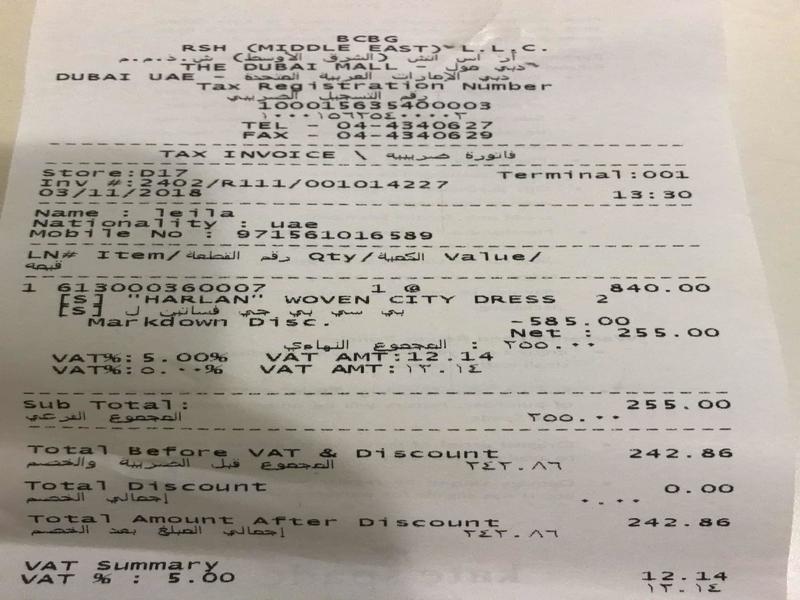 BCBG
RSH (MIDDLE EAST) L.L.C.
أر اس اتش (الشرق الأوسط) ش.ذ.م.م
THE DUBAI MALL - دبي مول
DUBAI UAE - دبي الإمارات العربية المتحدة
Tax Registration Number
رقم التسجيل الضريبي
100015635400003
١٠٠٠١٥٦٣٥٤٠٠٠٠٣
TEL - 04-4340627
FAX - 04-4340629
TAX INVOICE \ فاتورة ضريبية
Store:D17 Terminal:001
Inv #:2402/R111/001014227
03/11/2018 13:30
Name : leila
Nationality : uae
Mobile No : 971561016589
LN# Item/رقم القطعة Qty/الكمية Value/
قيمة
1 613000360007 1 @ 840.00
[S] "HARLAN" WOVEN CITY DRESS 2
[S] بي سي بي جي فساتين ل
Markdown Disc. -585.00
Net : 255.00
المجموع النهاءي : ٢٥٥.٠٠
VAT%: 5.00% VAT AMT:12.14
VAT%: ٥.٠٠% VAT AMT: ١٢.١٤
Sub Total: 255.00
المجموع الفرعي ٢٥٥.٠٠
Total Before VAT & Discount 242.86
المجموع قبل الضريبة والخصم ٢٤٢.٨٦
Total Discount 0.00
إجمالي الخصم ٠.٠٠
Total Amount After Discount 242.86
إجمالي المبلغ بعد الخصم ٢٤٢.٨٦
VAT Summary
VAT % : 5.00 12.14
١٢.١٤